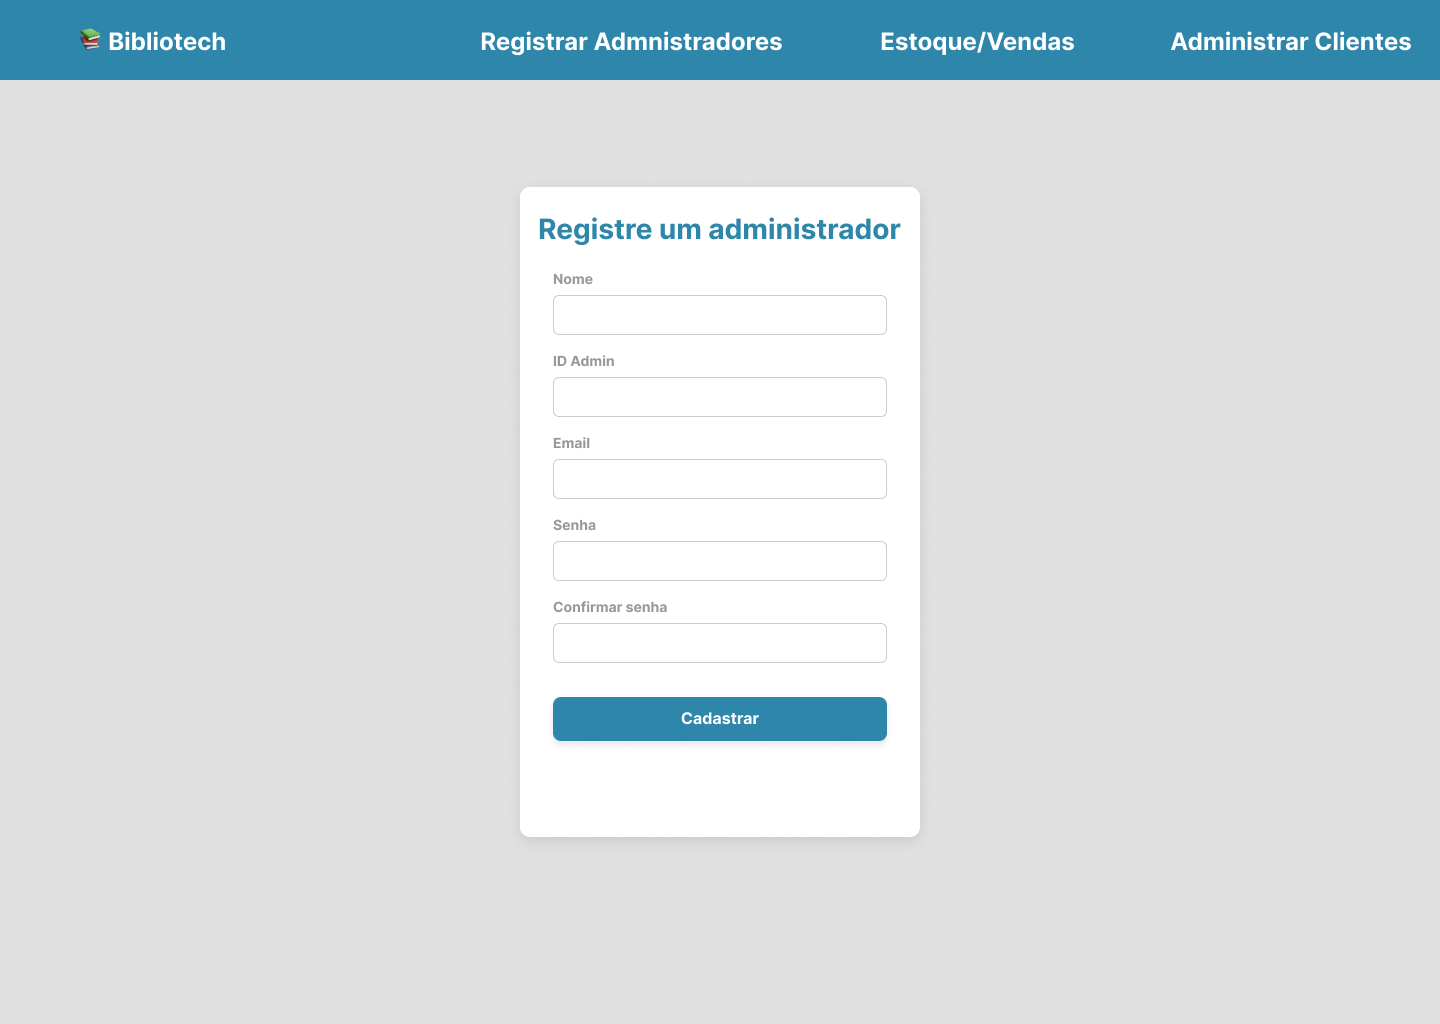 📚 Bibliotech
Registrar Admnistradores
Estoque/Vendas
Administrar Clientes
Registre um administrador
Nome
ID Admin
Email
Senha
Confirmar senha
Cadastrar